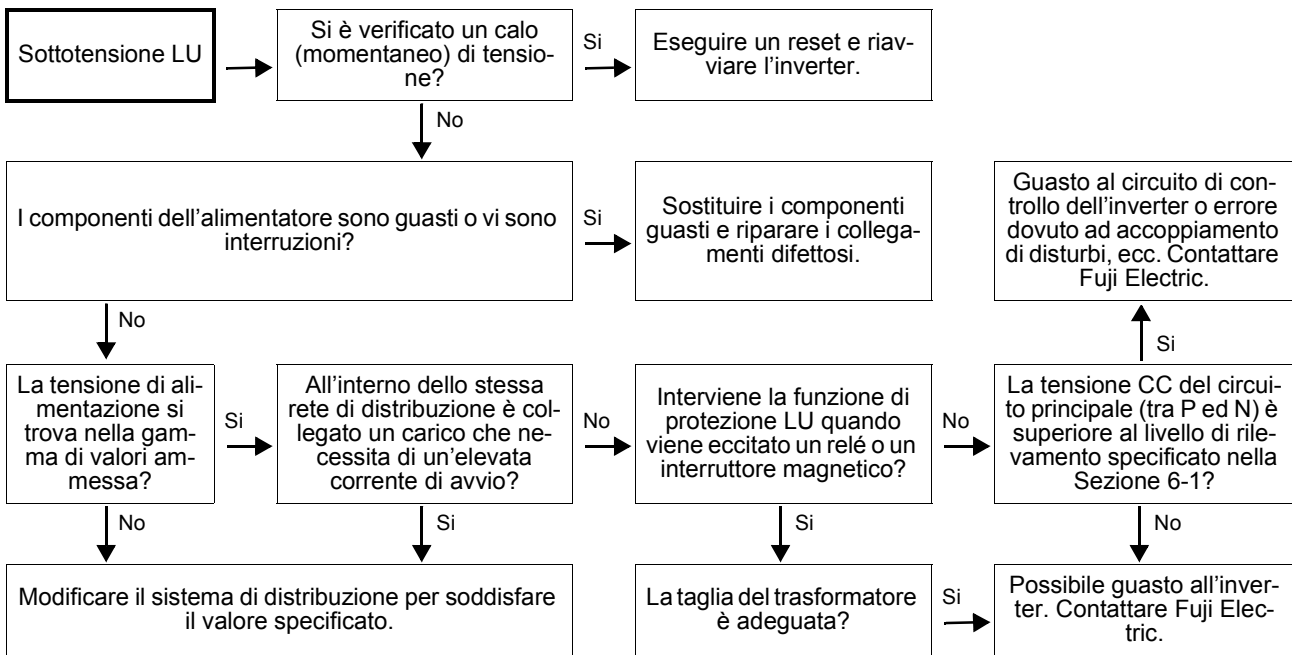 Sottotensione LU
Si è verificato un calo
(momentaneo) di tensio-
ne?
Si
Eseguire un reset e riav-
viare l'inverter.
No
I componenti dell'alimentatore sono guasti o vi sono
interruzioni?
Si
Sostituire i componenti
guasti e riparare i collega-
menti difettosi.
Guasto al circuito di con-
trollo dell'inverter o errore
dovuto ad accoppiamento
di disturbi, ecc. Contattare
Fuji Electric.
No
Si
La tensione di ali-
mentazione si
trova nella gam-
ma di valori am-
messa?
Si
All'interno dello stessa
rete di distribuzione è col-
legato un carico che ne-
cessita di un'elevata
corrente di avvio?
No
Interviene la funzione di
protezione LU quando
viene eccitato un relé o un
interruttore magnetico?
No
La tensione CC del circui-
to principale (tra P ed N) è
superiore al livello di rile-
vamento specificato nella
Sezione 6-1?
No
Si
Si
No
Modificare il sistema di distribuzione per soddisfare
il valore specificato.
La taglia del trasformatore
è adeguata?
Si
Possibile guasto all'inver-
ter. Contattare Fuji Elec-
tric.